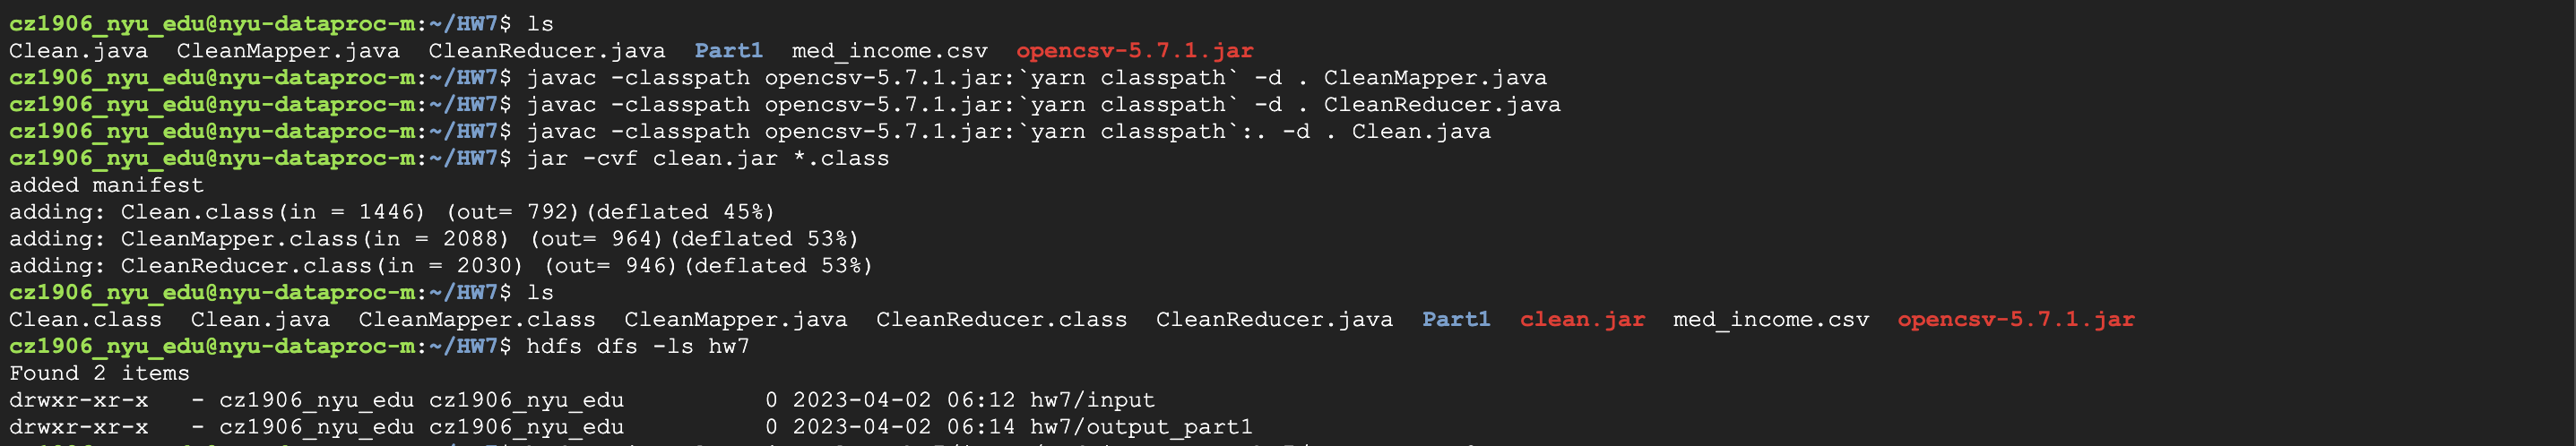 cz1906_nyu_edu@nyu-dataproc-m:~/HW7$ ls
Clean.java  CleanMapper.java  CleanReducer.java  Part1  med_income.csv  opencsv-5.7.1.jar
cz1906_nyu_edu@nyu-dataproc-m:~/HW7$ javac -classpath opencsv-5.7.1.jar:`yarn classpath` -d . CleanMapper.java
cz1906_nyu_edu@nyu-dataproc-m:~/HW7$ javac -classpath opencsv-5.7.1.jar:`yarn classpath` -d . CleanReducer.java
cz1906_nyu_edu@nyu-dataproc-m:~/HW7$ javac -classpath opencsv-5.7.1.jar:`yarn classpath`:. -d . Clean.java
cz1906_nyu_edu@nyu-dataproc-m:~/HW7$ jar -cvf clean.jar *.class
added manifest
adding: Clean.class(in = 1446) (out= 792)(deflated 45%)
adding: CleanMapper.class(in = 2088) (out= 964)(deflated 53%)
adding: CleanReducer.class(in = 2030) (out= 946)(deflated 53%)
cz1906_nyu_edu@nyu-dataproc-m:~/HW7$ ls
Clean.class  Clean.java  CleanMapper.class  CleanMapper.java  CleanReducer.class  CleanReducer.java  Part1  clean.jar  med_income.csv  opencsv-5.7.1.jar
cz1906_nyu_edu@nyu-dataproc-m:~/HW7$ hdfs dfs -ls hw7
Found 2 items
drwxr-xr-x   - cz1906_nyu_edu cz1906_nyu_edu          0 2023-04-02 06:12 hw7/input
drwxr-xr-x   - cz1906_nyu_edu cz1906_nyu_edu          0 2023-04-02 06:14 hw7/output_part1